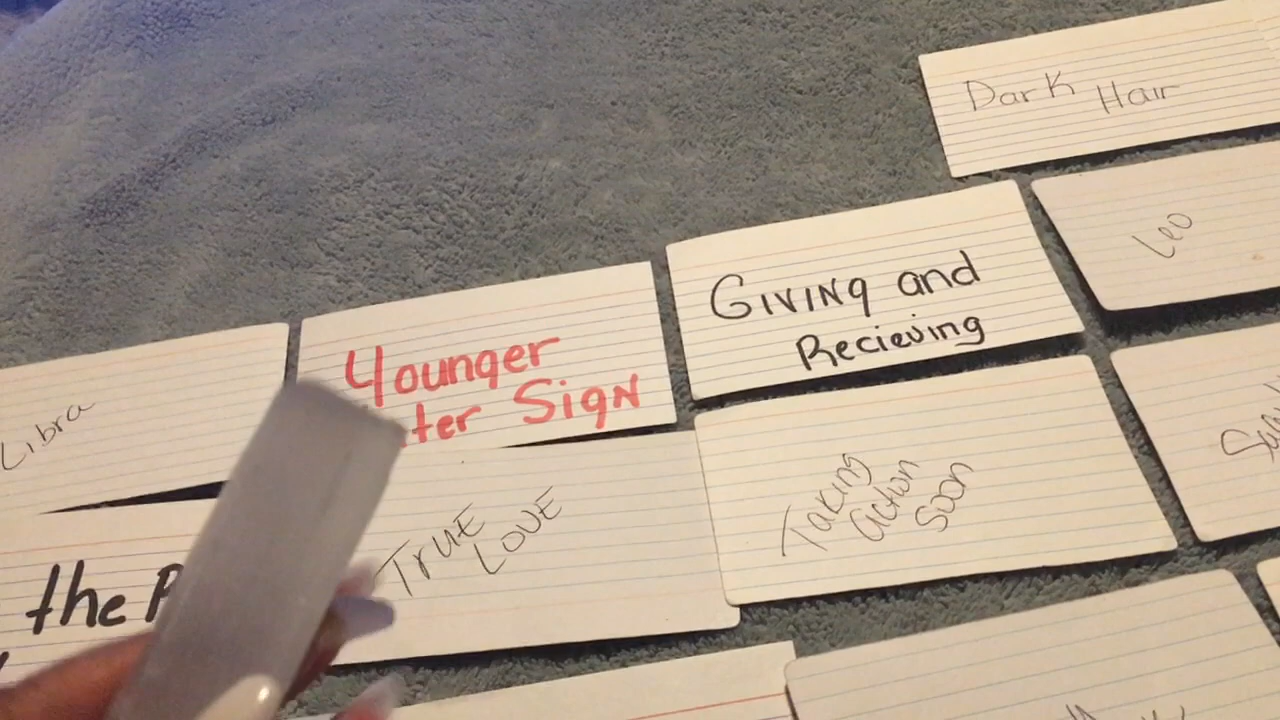 Dark Hair
Leo
GIVING and
Recieving
Younger
Sign
Libra
TRUE
LOVE
Taking
action
Soon
the